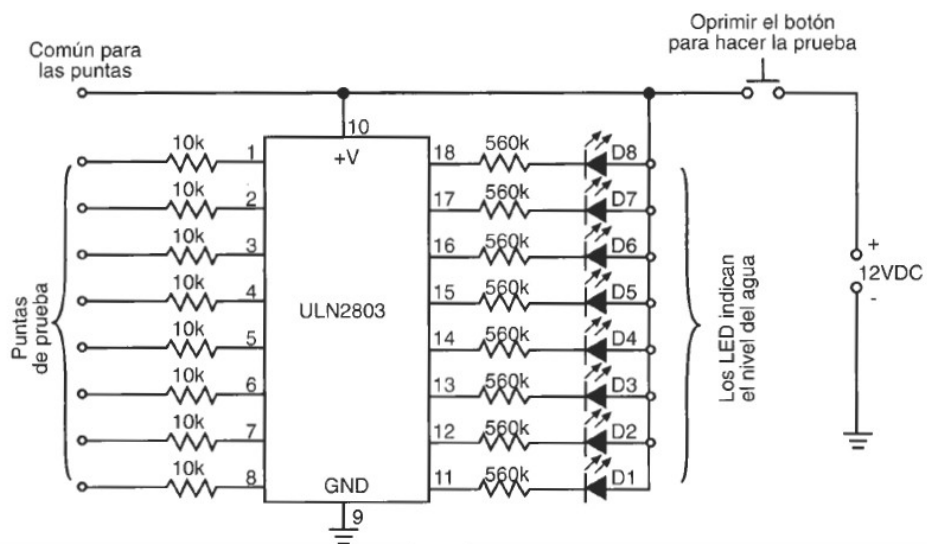 Oprimir el botón
para hacer la prueba
Común para
las puntas
10
+V
10k
1
18
560k
D8
10k
2
17
560k
D7
10k
3
16
560k
D6
10k
4
15
560k
D5
10k
5
14
560k
D4
10k
6
13
560k
D3
10k
7
12
560k
D2
10k
8
11
560k
D1
ULN2803
GND
9
Puntas
de prueba
Los LED indican
el nivel del agua
+
12VDC
-